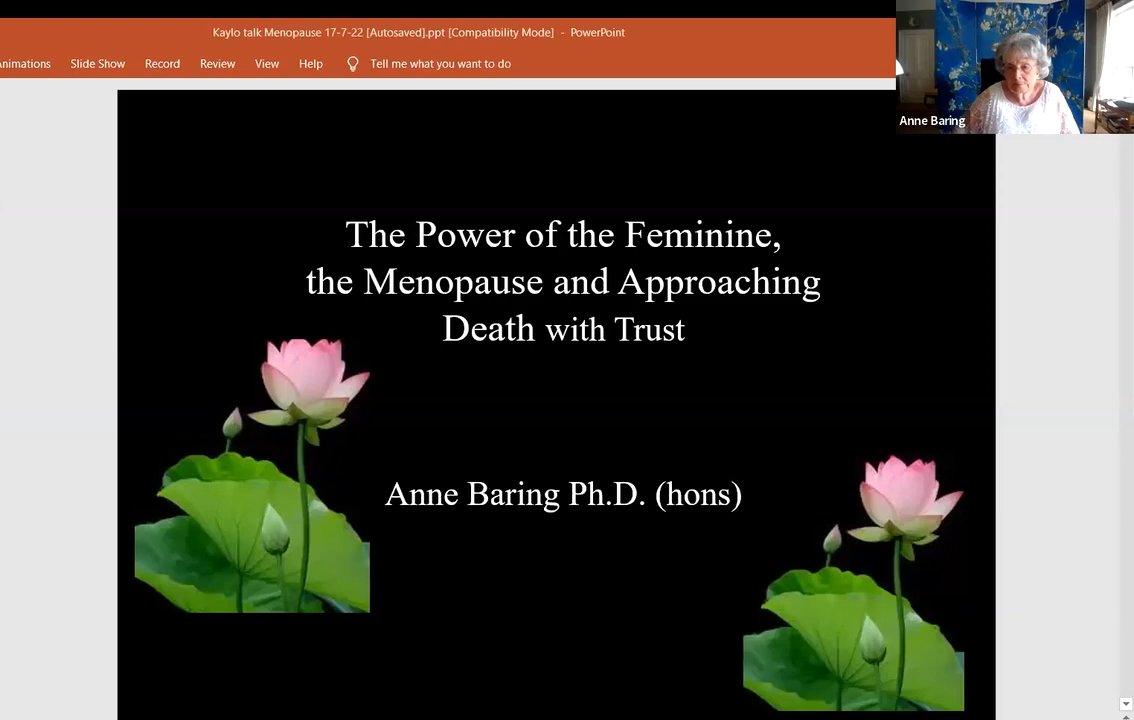 Kaylo talk Menopause 17-7-22 [Autosaved].ppt [Compatibility Mode] - PowerPoint
Slide Show Record Review View Help Tell me what you want to do
Anne Baring
The Power of the Feminine,
the Menopause and Approaching
Death with Trust
Anne Baring Ph.D. (hons)